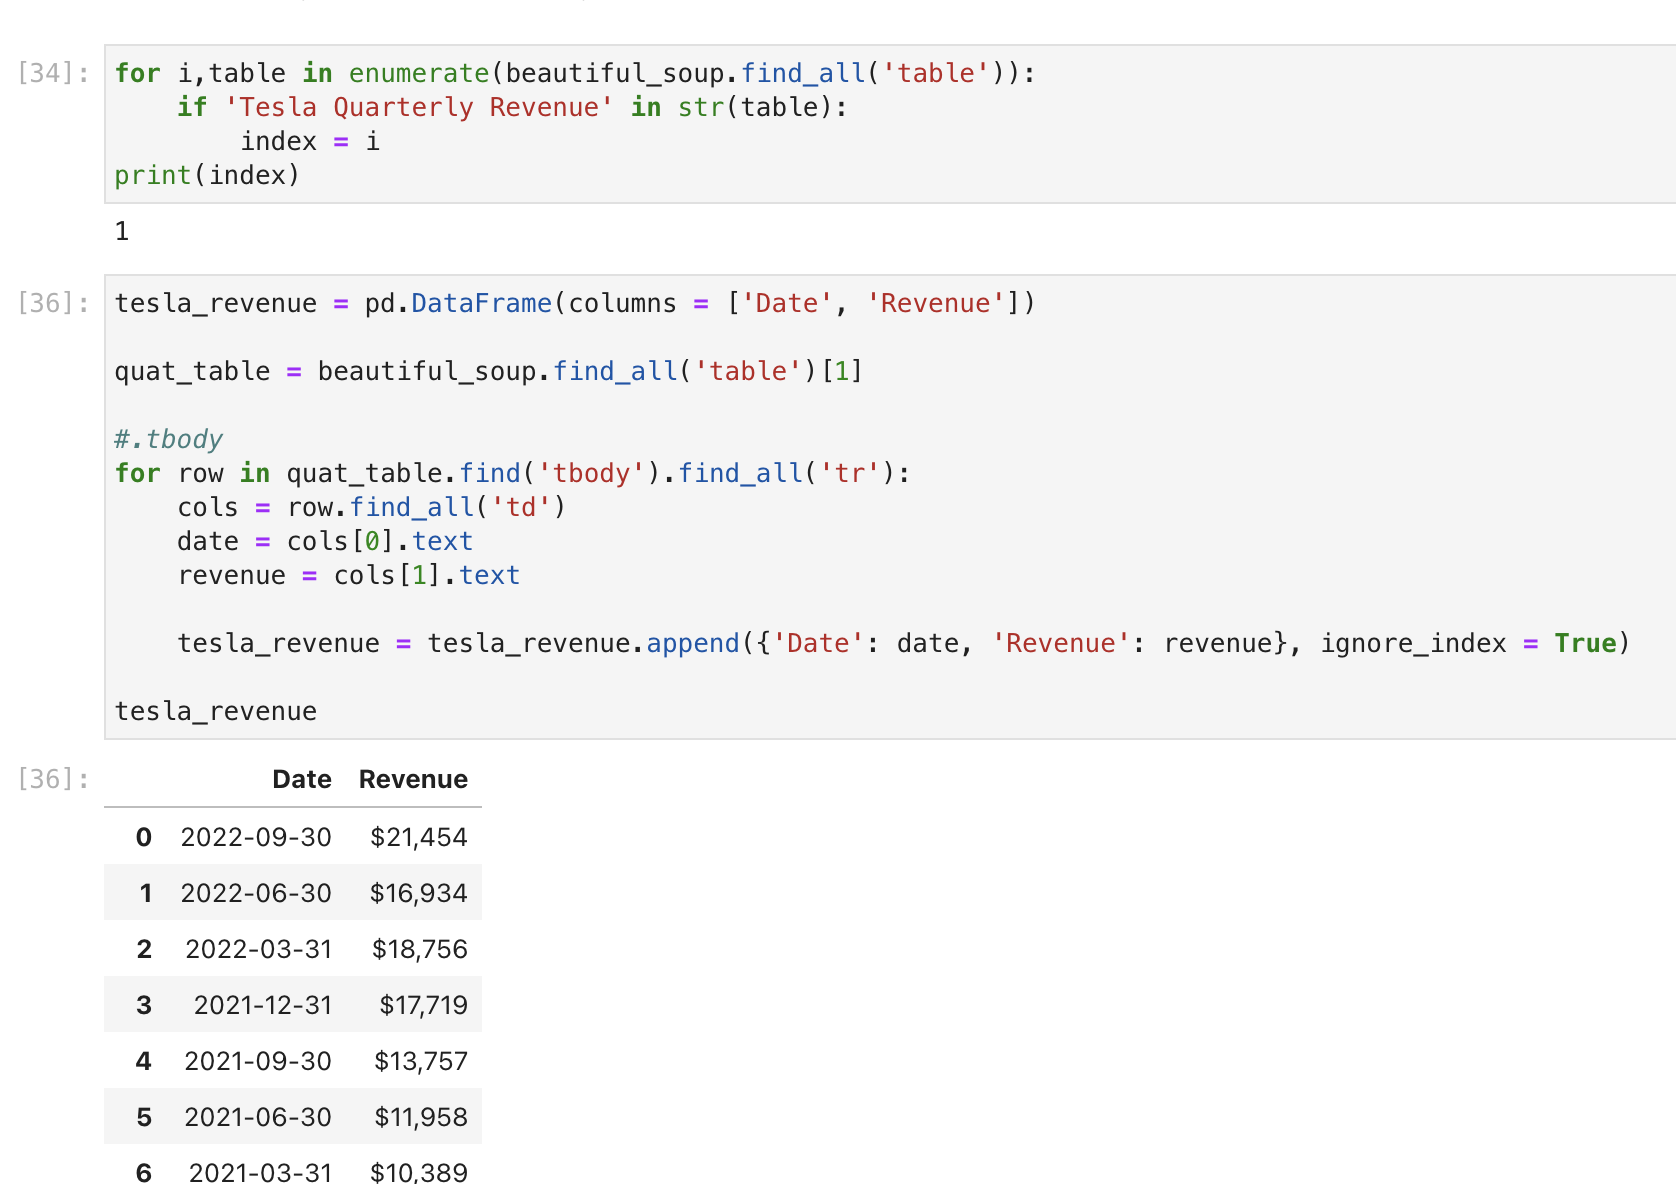 [34]: for i,table in enumerate(beautiful_soup.find_all('table')):
    if 'Tesla Quarterly Revenue' in str(table):
        index = i
print(index)
1
[36]: tesla_revenue = pd.DataFrame(columns = ['Date', 'Revenue'])
quat_table = beautiful_soup.find_all('table')[1]
#.tbody
for row in quat_table.find('tbody').find_all('tr'):
    cols = row.find_all('td')
    date = cols[0].text
    revenue = cols[1].text
    tesla_revenue = tesla_revenue.append({'Date': date, 'Revenue': revenue}, ignore_index = True)
tesla_revenue
[36]: Date Revenue
0 2022-09-30 $21,454
1 2022-06-30 $16,934
2 2022-03-31 $18,756
3 2021-12-31 $17,719
4 2021-09-30 $13,757
5 2021-06-30 $11,958
6 2021-03-31 $10,389